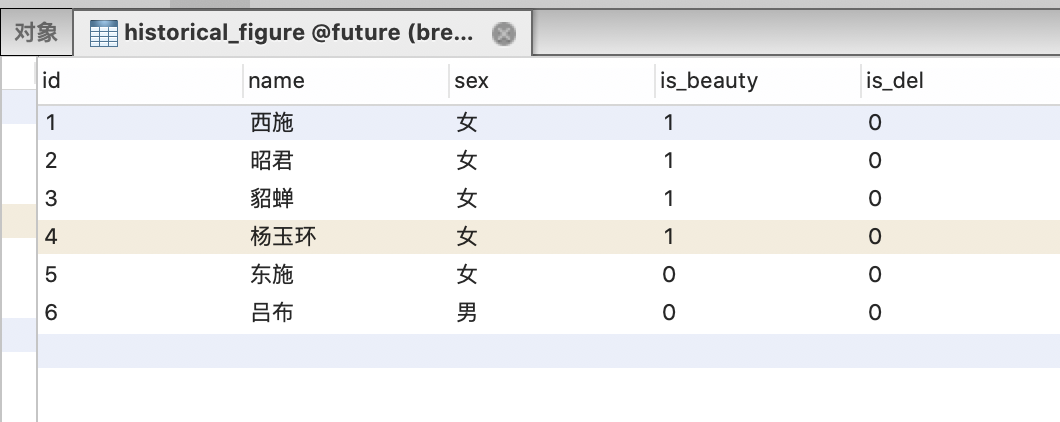 对象 historical_figure @future (bre...
id name sex is_beauty is_del
1 西施 女 1 0
2 昭君 女 1 0
3 貂蝉 女 1 0
4 杨玉环 女 1 0
5 东施 女 0 0
6 吕布 男 0 0